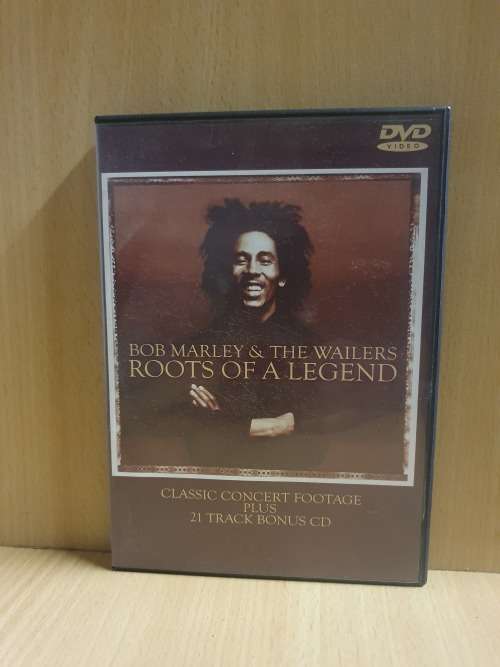 DVD
VIDEO
BOB MARLEY & THE WAILERS
ROOTS OF A LEGEND
CLASSIC CONCERT FOOTAGE
PLUS
21 TRACK BONUS CD